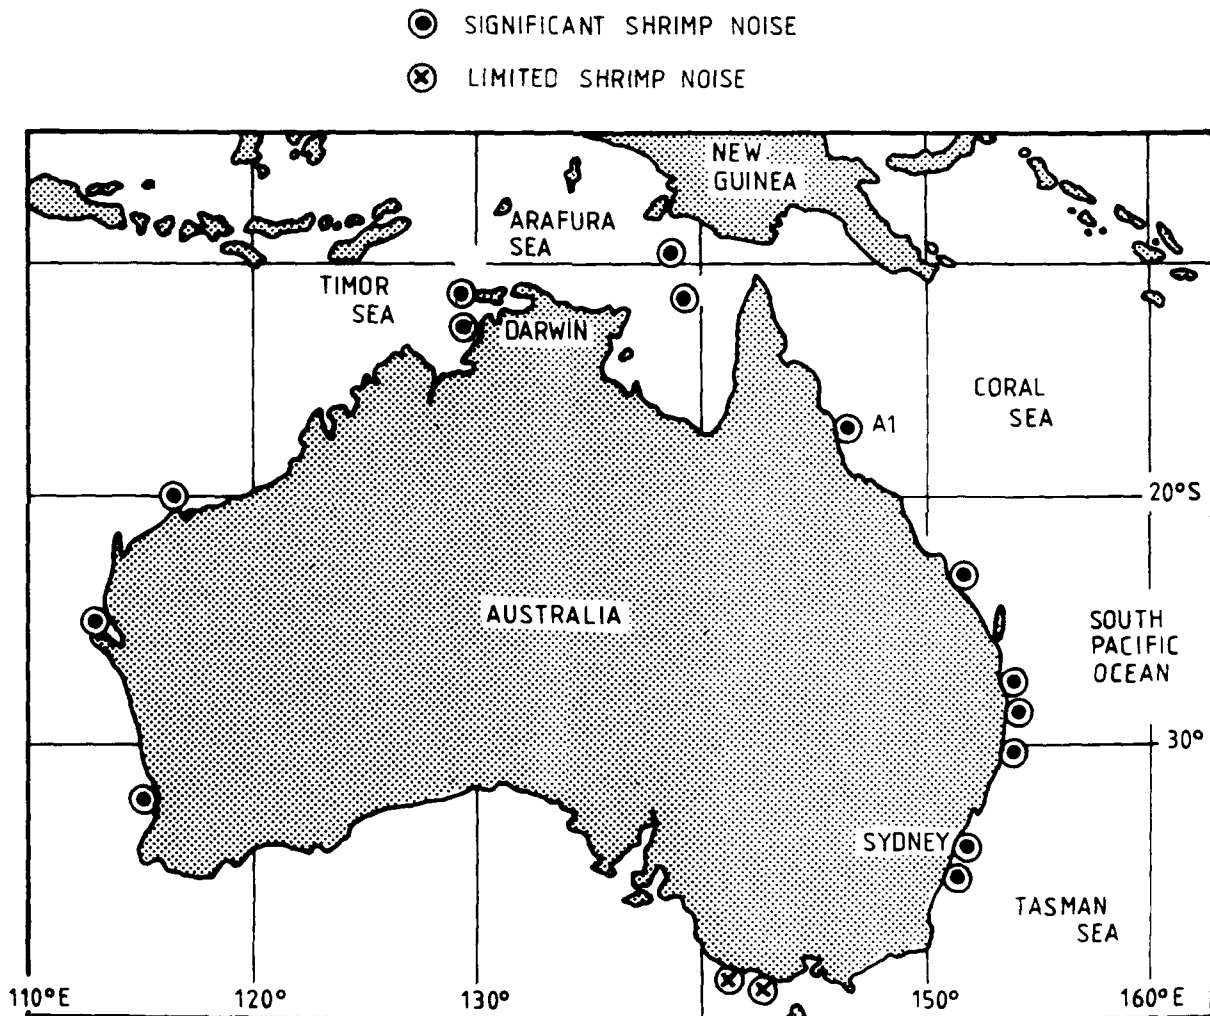 SIGNIFICANT SHRIMP NOISE
LIMITED SHRIMP NOISE
NEW
GUINEA
ARAFURA
SEA
TIMOR
SEA
DARWIN
CORAL
SEA
A1
20°S
AUSTRALIA
SOUTH
PACIFIC
OCEAN
30°
SYDNEY
TASMAN
SEA
110°E
120°
130°
150°
160°E